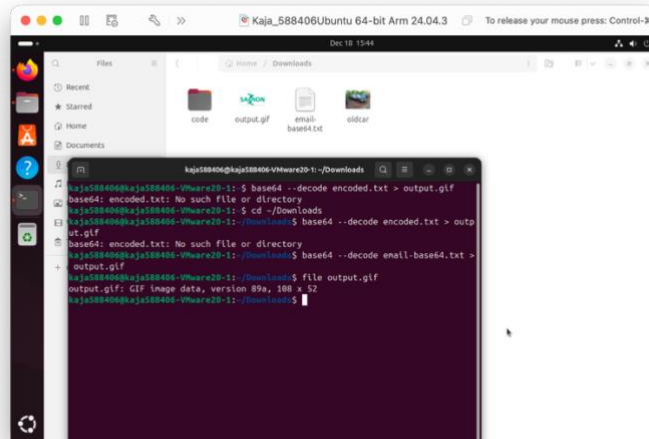 Kaja_588406Ubuntu 64-bit Arm 24.04.3
To release your mouse press: Control-⌘
Dec 18 15:44
Files
Home / Downloads
Recent
Starred
Home
Documents
code
output.gif
email-base64.txt
oldcar
SAXION
kaja588406@kaja588406-VMware20-1: ~/Downloads
kaja588406@kaja588406-VMware20-1:~$ base64 --decode encoded.txt > output.gif
base64: encoded.txt: No such file or directory
kaja588406@kaja588406-VMware20-1:~$ cd ~/Downloads
kaja588406@kaja588406-VMware20-1:~/Downloads$ base64 --decode encoded.txt > outp
ut.gif
base64: encoded.txt: No such file or directory
kaja588406@kaja588406-VMware20-1:~/Downloads$ base64 --decode email-base64.txt >
output.gif
kaja588406@kaja588406-VMware20-1:~/Downloads$ file output.gif
output.gif: GIF image data, version 89a, 108 x 52
kaja588406@kaja588406-VMware20-1:~/Downloads$